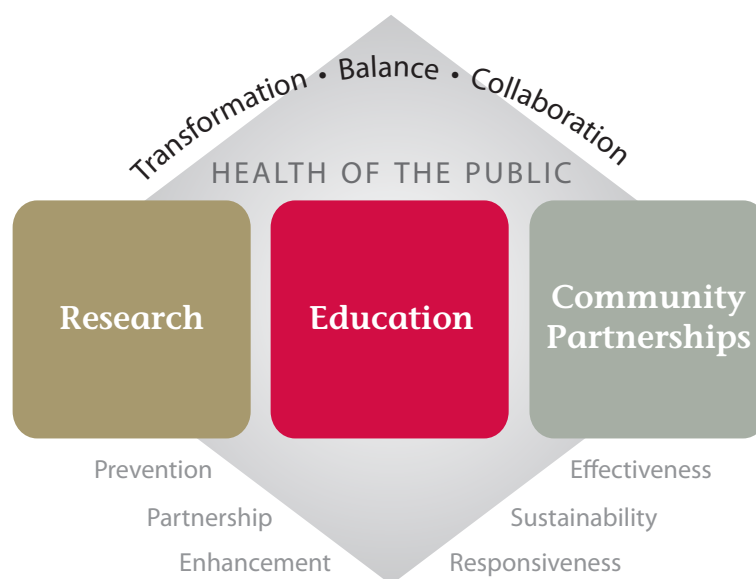 Transformation • Balance • Collaboration
HEALTH OF THE PUBLIC
Research
Education
Community
Partnerships
Prevention
Effectiveness
Partnership
Sustainability
Enhancement
Responsiveness